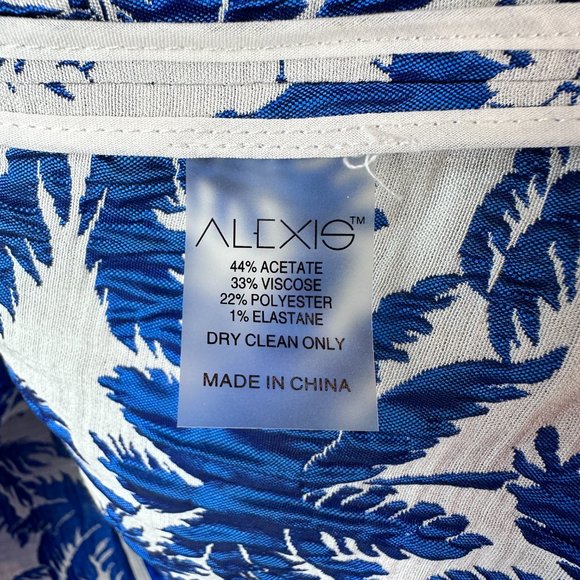 ALEXIS™
44% ACETATE
33% VISCOSE
22% POLYESTER
1% ELASTANE
DRY CLEAN ONLY
MADE IN CHINA